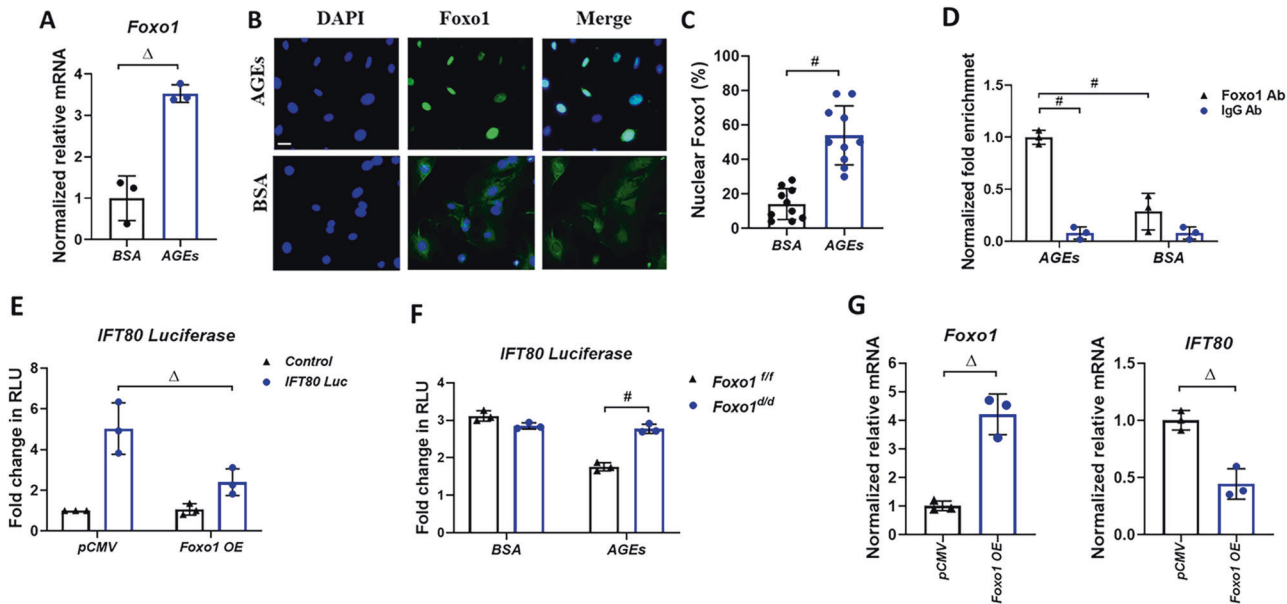 A
Foxo1
Δ
Normalized relative mRNA
4
3
2
1
0
BSA
AGEs
B
DAPI
Foxo1
Merge
AGEs
BSA
C
#
Nuclear Foxo1 (%)
100
80
60
40
20
0
BSA
AGEs
D
#
#
Normalized fold enrichmnet
1.5
1.0
0.5
0.0
AGEs
BSA
Foxo1 Ab
IgG Ab
E
IFT80 Luciferase
Δ
Fold change in RLU
8
6
4
2
0
pCMV
Foxo1 OE
Control
IFT80 Luc
F
IFT80 Luciferase
#
Fold change in RLU
5
4
3
2
1
0
BSA
AGEs
Foxo1 f/f
Foxo1d/d
G
Foxo1
Δ
Normalized relative mRNA
6
5
4
3
2
1
0
pCMV
Foxo1 OE
IFT80
Δ
Normalized relative mRNA
1.5
1.0
0.5
0.0
pCMV
Foxo1 OE